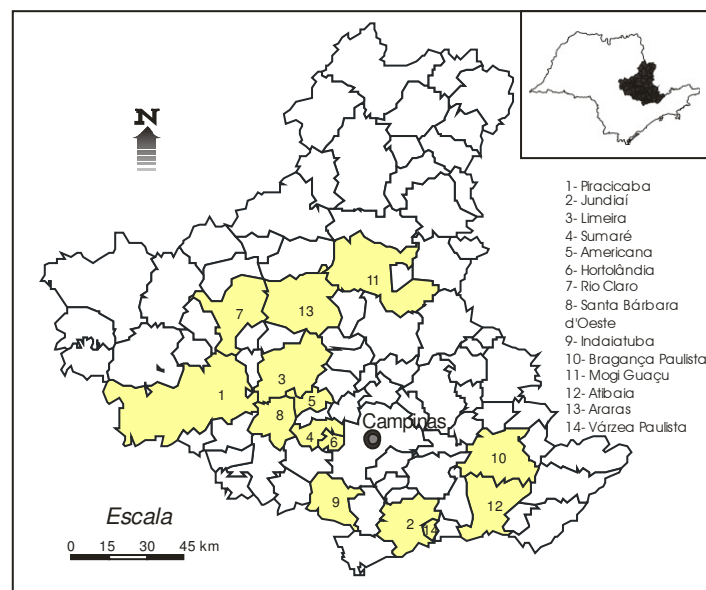 N
1- Piracicaba
2- Jundiaí
3- Limeira
4- Sumaré
5- Americana
6- Hortolândia
7- Rio Claro
8- Santa Bárbara
d'Oeste
9- Indaiatuba
10- Bragança Paulista
11- Mogi Guaçu
12- Atibaia
13- Araras
14- Várzea Paulista
11
7
13
3
1
5
8
Campinas
4
6
10
9
12
2
14
Escala
0 15 30 45 km